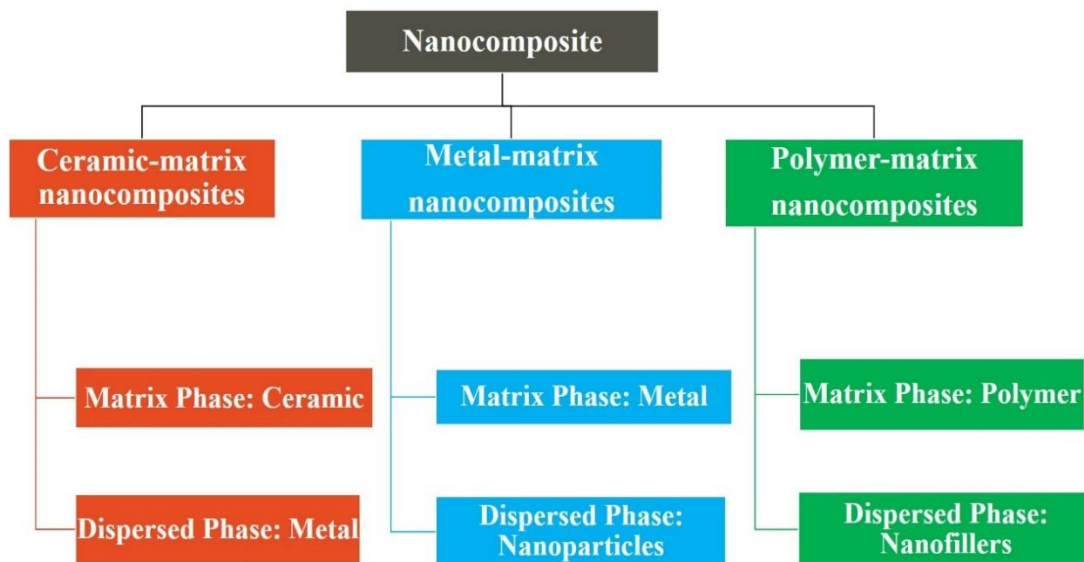 Nanocomposite
Ceramic-matrix
nanocomposites
Metal-matrix
nanocomposites
Polymer-matrix
nanocomposites
Matrix Phase: Ceramic
Matrix Phase: Metal
Matrix Phase: Polymer
Dispersed Phase: Metal
Dispersed Phase:
Nanoparticles
Dispersed Phase:
Nanofillers